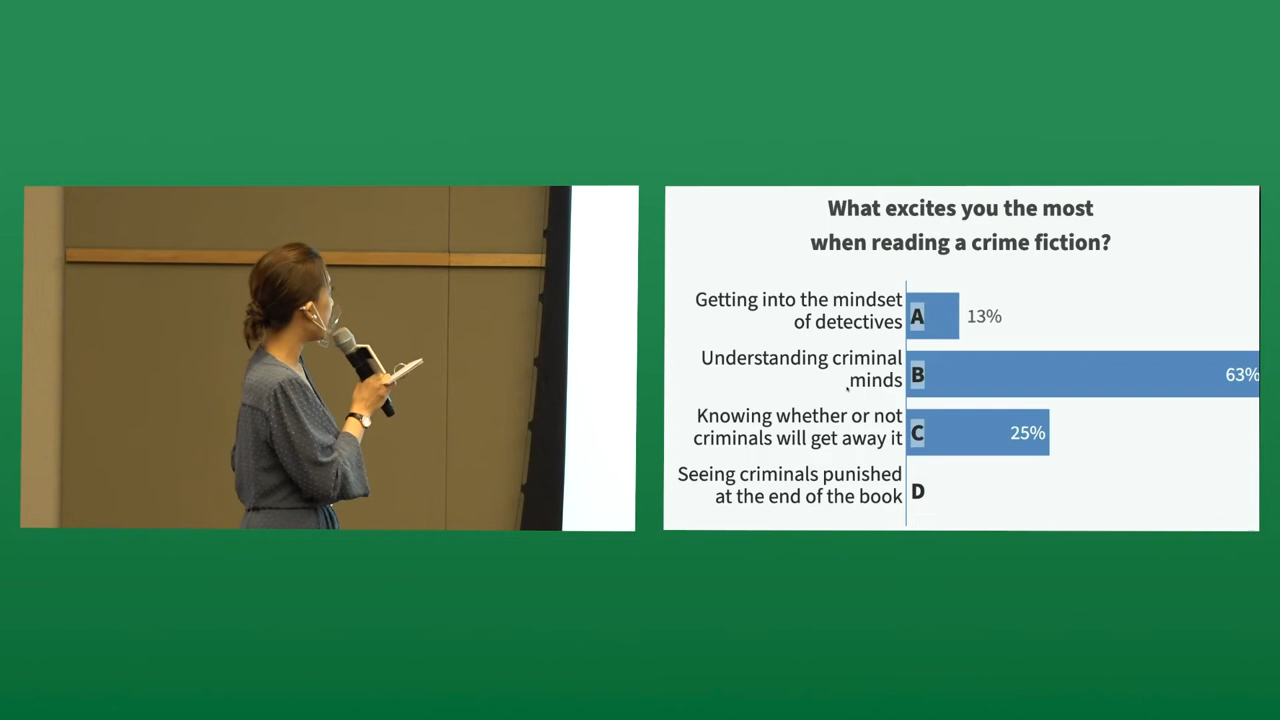 What excites you the most
when reading a crime fiction?
Getting into the mindset
of detectives
A
13%
Understanding criminal
minds
B
63%
Knowing whether or not
criminals will get away it
C
25%
Seeing criminals punished
at the end of the book
D